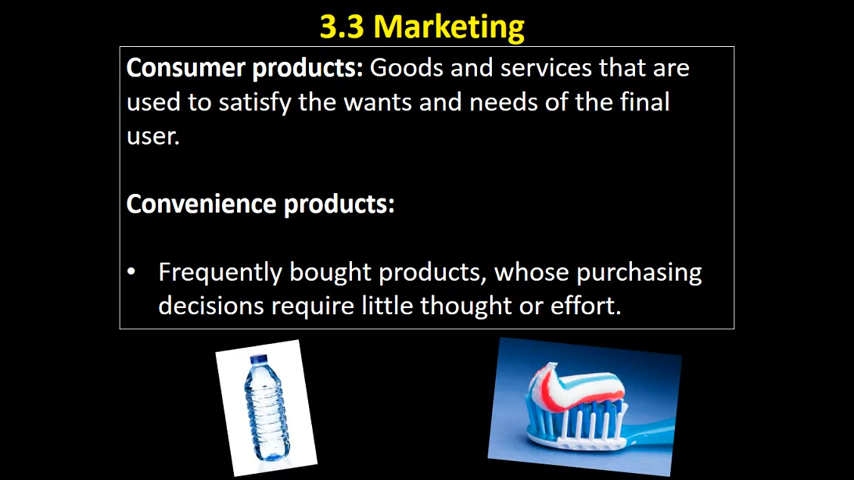 3.3 Marketing
Consumer products: Goods and services that are
used to satisfy the wants and needs of the final
user.
Convenience products:
• Frequently bought products, whose purchasing
decisions require little thought or effort.